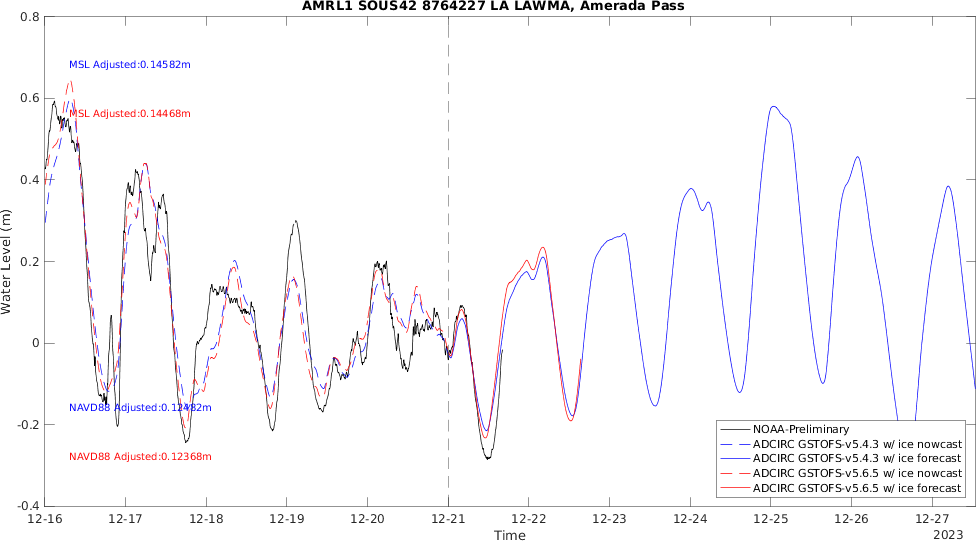 AMRL1 SOUS42 8764227 LA LAWMA, Amerada Pass
0.8
0.6
0.4
0.2
0
-0.2
-0.4
Water Level (m)
MSL Adjusted:0.14582m
MSL Adjusted:0.14468m
NAVD88 Adjusted:0.12482m
NAVD88 Adjusted:0.12368m
NOAA-Preliminary
ADCIRC GSTOFS-v5.4.3 w/ ice nowcast
ADCIRC GSTOFS-v5.4.3 w/ ice forecast
ADCIRC GSTOFS-v5.6.5 w/ ice nowcast
ADCIRC GSTOFS-v5.6.5 w/ ice forecast
12-16 12-17 12-18 12-19 12-20 12-21 12-22 12-23 12-24 12-25 12-26 12-27
Time
2023